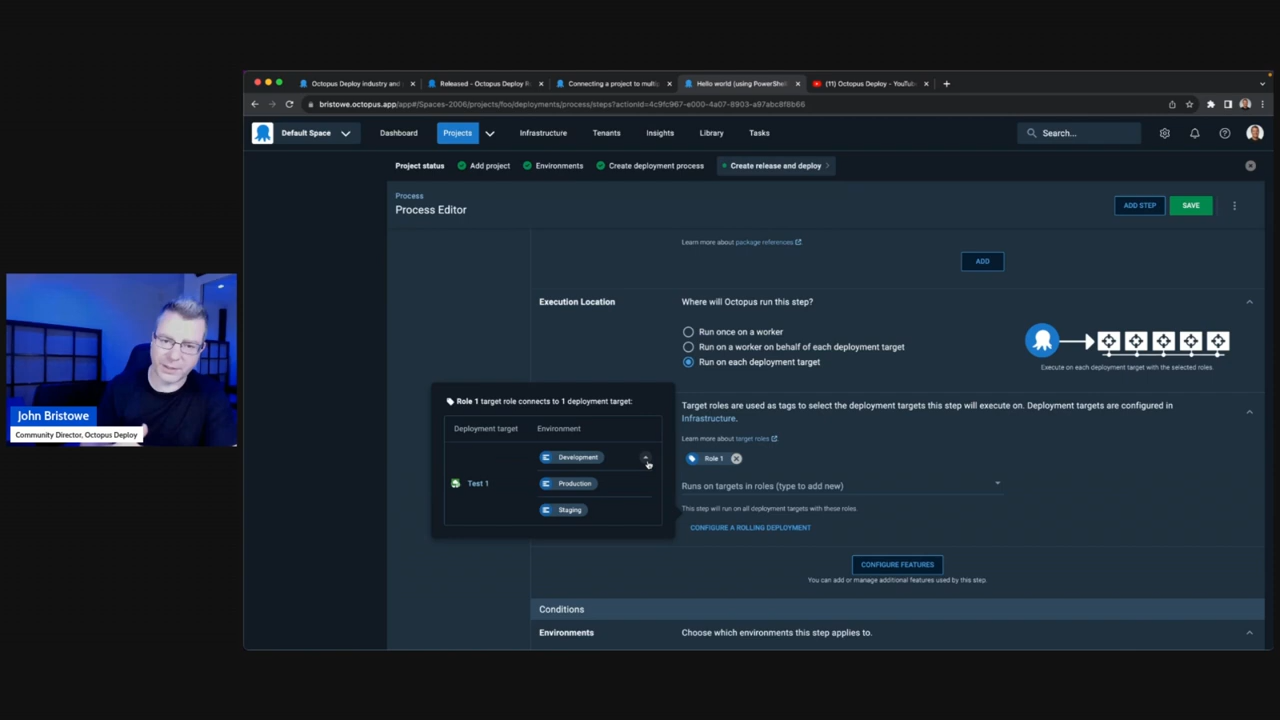 Octopus Deploy industry and
Released - Octopus Deploy R
Connecting a project to multip
Hello world (using PowerShell
(11) Octopus Deploy - YouTube
bristowe.octopus.app/app#/Spaces-2006/projects/foo/deployments/process/steps?actionId=4c9fc967-e000-4a07-8903-a97abc8f8b66
Default Space
Dashboard
Projects
Infrastructure
Tenants
Insights
Library
Tasks
Search...
Project status
Add project
Environments
Create deployment process
Create release and deploy
Process
Process Editor
ADD STEP
SAVE
Learn more about package references
ADD
Execution Location
Where will Octopus run this step?
Run once on a worker
Run on a worker on behalf of each deployment target
Run on each deployment target
Execute on each deployment target with the selected roles.
Role 1 target role connects to 1 deployment target:
Deployment target
Environment
Development
Test 1
Production
Staging
Target roles are used as tags to select the deployment targets this step will execute on. Deployment targets are configured in
Infrastructure.
Learn more about target roles
Role 1
Runs on targets in roles (type to add new)
This step will run on all deployment targets with these roles.
CONFIGURE A ROLLING DEPLOYMENT
CONFIGURE FEATURES
You can add or manage additional features used by this step.
Conditions
Environments
Choose which environments this step applies to.
John Bristowe
Community Director, Octopus Deploy